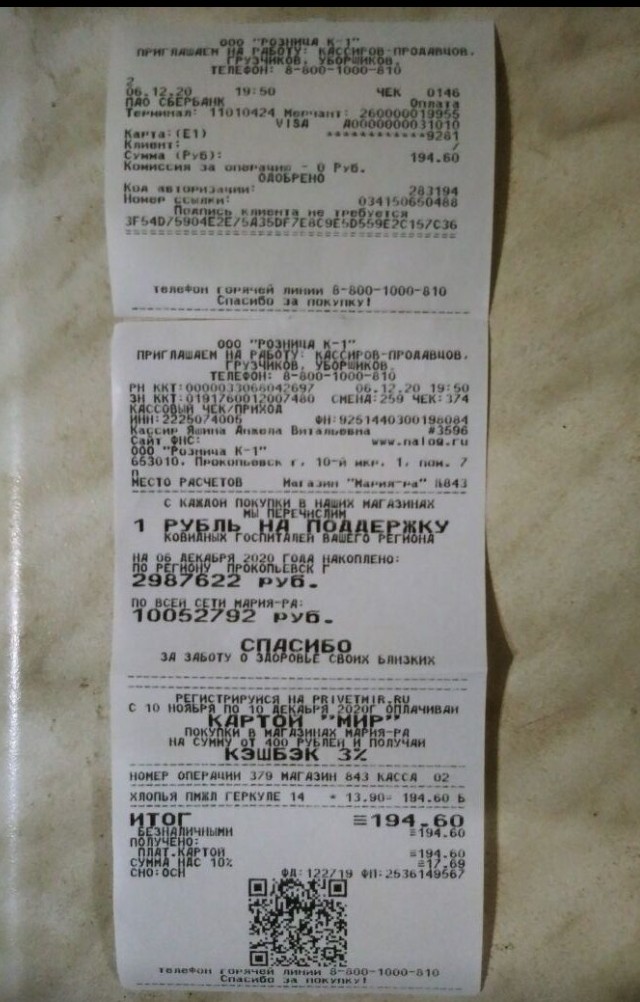 ООО "РОЗНИЦА К-1"
ПРИГЛАШАЕМ НА РАБОТУ: КАССИРОВ-ПРОДАВЦОВ,
ГРУЗЧИКОВ, УБОРЩИКОВ.
ТЕЛЕФОН: 8-800-1000-810
2
06.12.20 19:50 ЧЕК 0146
ПАО СБЕРБАНК Оплата
Терминал: 11010424 Мерчант: 260000019955
VISA A0000000031010
Карта:(E1) ************9281
Клиент: /
Сумма (Руб): 194.60
Комиссия за операцию - 0 Руб.
ОДОБРЕНО
Код авторизации: 283194
Номер ссылки: 034150650488
Подпись клиента не требуется
3F54D75904E2E75A35DF7E8C9E5D559E2C157C36
телефон горячей линии 8-800-1000-810
Спасибо за покупку!
ООО "РОЗНИЦА К-1"
ПРИГЛАШАЕМ НА РАБОТУ: КАССИРОВ-ПРОДАВЦОВ,
ГРУЗЧИКОВ, УБОРЩИКОВ.
ТЕЛЕФОН: 8-800-1000-810
РН ККТ:0000033066042697 06.12.20 19:50
ЗН ККТ:0191760012007480 СМЕНА:259 ЧЕК:374
КАССОВЫЙ ЧЕК/ПРИХОД
ИНН:2225074005 ФН:9251440300196084
Кассир Яшина Анжела Витальевна #3596
Сайт ФНС: www.nalog.ru
ООО "Розница К-1"
653010, Прокопьевск г, 10-й мкр, 1, пом. 7
п
МЕСТО РАСЧЕТОВ Магазин "Мария-ра" №843
С КАЖДОЙ ПОКУПКИ В НАШИХ МАГАЗИНАХ
МЫ ПЕРЕЧИСЛИМ
1 РУБЛЬ НА ПОДДЕРЖКУ
КОВИДНЫХ ГОСПИТАЛЕЙ ВАШЕГО РЕГИОНА
НА 06 ДЕКАБРЯ 2020 ГОДА НАКОПЛЕНО:
ПО РЕГИОНУ ПРОКОПЬЕВСК Г
2987622 руб.
ПО ВСЕЙ СЕТИ МАРИЯ-РА:
10052792 руб.
СПАСИБО
ЗА ЗАБОТУ О ЗДОРОВЬЕ СВОИХ БЛИЗКИХ
РЕГИСТРИРУЙСЯ НА PRIVETMIR.RU
С 10 НОЯБРЯ ПО 10 ДЕКАБРЯ 2020Г ОПЛАЧИВАЙ
КАРТОЙ "МИР"
ПОКУПКИ В МАГАЗИНАХ МАРИЯ-РА
НА СУММУ ОТ 400 РУБЛЕЙ И ПОЛУЧАЙ
КЭШБЭК 3%
НОМЕР ОПЕРАЦИИ 379 МАГАЗИН 843 КАССА 02
ХЛОПЬЯ ПМЖЛ ГЕРКУЛЕ 14 * 13.90= 194.60 Б
ИТОГ ≡194.60
БЕЗНАЛИЧНЫМИ ≡194.60
ПОЛУЧЕНО:
ПЛАТ.КАРТОЙ ≡194.60
СУММА НДС 10% ≡17.69
СНО:ОСН ФД:122719 ФП:2536149567
телефон горячей линии 8-800-1000-810
Спасибо за покупку!